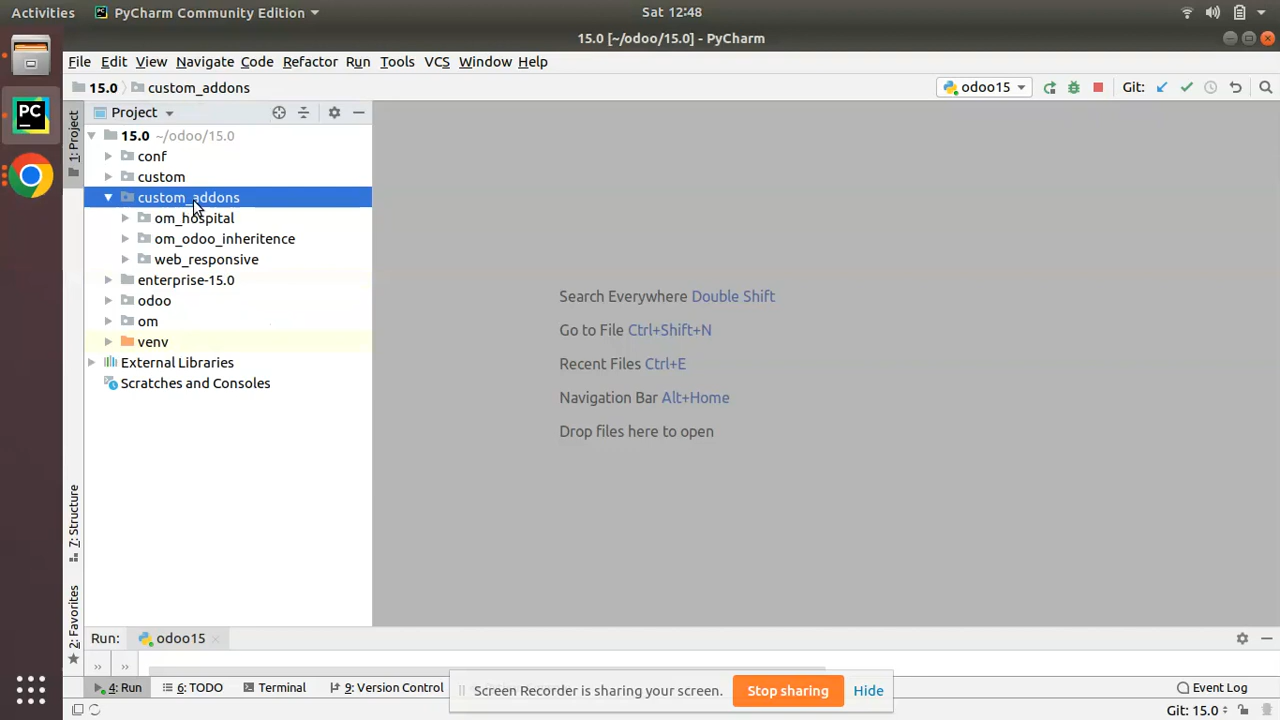 Activities PyCharm Community Edition Sat 12:48
15.0 [~/odoo/15.0] - PyCharm
File Edit View Navigate Code Refactor Run Tools VCS Window Help
15.0 custom_addons odoo15 Git:
1: Project
Project
15.0 ~/odoo/15.0
conf
custom
custom_addons
om_hospital
om_odoo_inheritence
web_responsive
enterprise-15.0
odoo
om
venv
External Libraries
Scratches and Consoles
Search Everywhere Double Shift
Go to File Ctrl+Shift+N
Recent Files Ctrl+E
Navigation Bar Alt+Home
Drop files here to open
7: Structure
2: Favorites
Run: odoo15
4: Run 6: TODO Terminal 9: Version Control
Screen Recorder is sharing your screen. Stop sharing Hide
Event Log
Git: 15.0